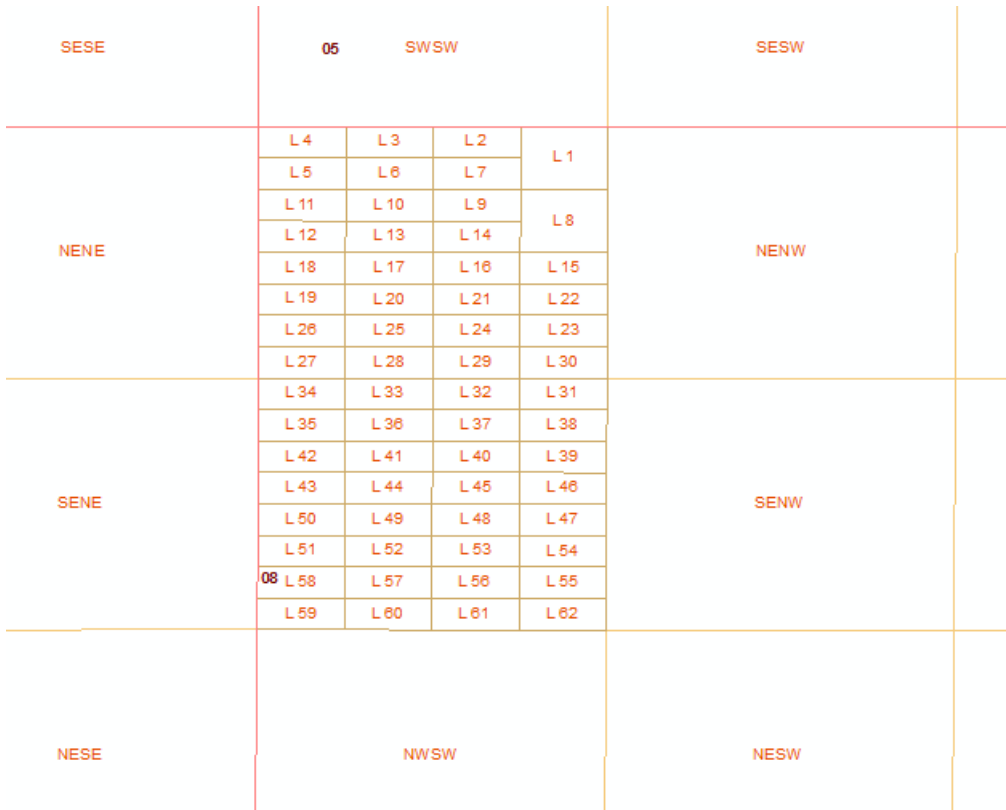 SESE 05 SWSW SESW
L 4 L 3 L 2 L 1
L 5 L 6 L 7
L 11 L 10 L 9 L 8
L 12 L 13 L 14
NENE NENW
L 18 L 17 L 16 L 15
L 19 L 20 L 21 L 22
L 26 L 25 L 24 L 23
L 27 L 28 L 29 L 30
L 34 L 33 L 32 L 31
L 35 L 36 L 37 L 38
L 42 L 41 L 40 L 39
L 43 L 44 L 45 L 46
SENE SENW
L 50 L 49 L 48 L 47
L 51 L 52 L 53 L 54
08 L 58 L 57 L 56 L 55
L 59 L 60 L 61 L 62
NESE NWSW NESW